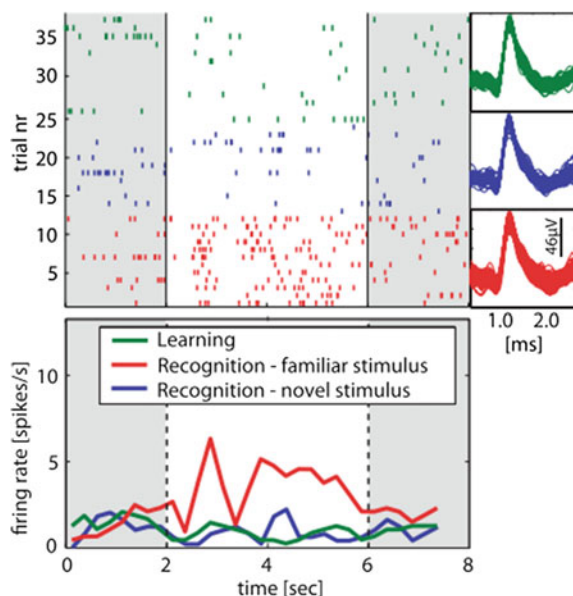 35
30
25
20
15
10
5
trial nr
46µV
1.0 2.0
[ms]
Learning
Recognition - familiar stimulus
Recognition - novel stimulus
10
5
0
firing rate [spikes/s]
0 2 4 6 8
time [sec]